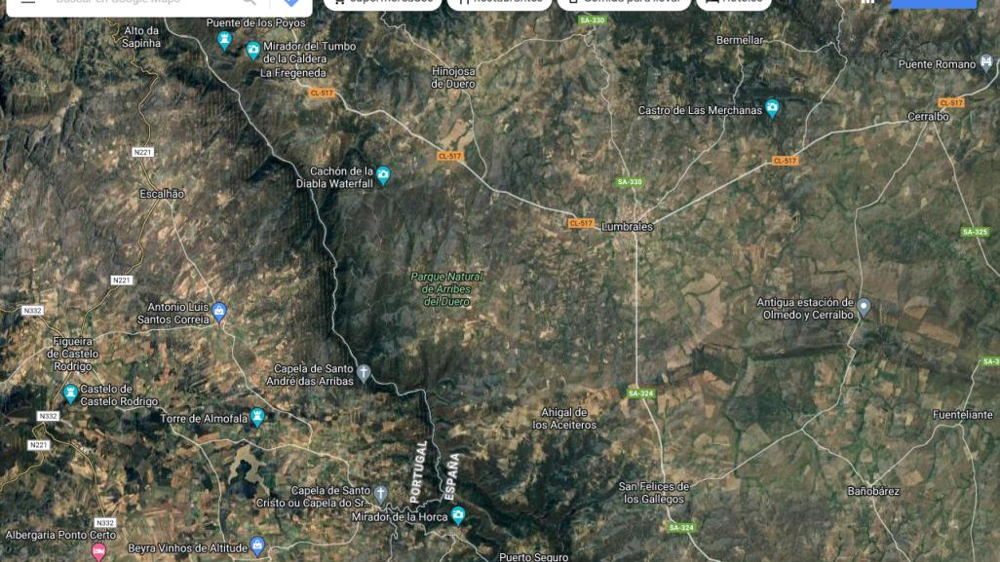 Buscar en Google Maps
Supermercados
Restaurantes
Comida para llevar
Hoteles
Puente de los Poyos
SA-330
Alto da
Sapinha
Mirador del Tumbo
de la Caldera
La Fregeneda
Bermellar
Hinojosa
de Duero
Puente Romano
CL-517
Castro de Las Merchanas
CL-517
Cerralbo
N221
CL-517
CL-517
Cachón de la
Diabla Waterfall
SA-330
Escalhão
CL-517
Lumbrales
SA-325
Parque Natural
de Arribes
del Duero
N221
N332
Antonio Luis
Santos Correia
Antigua estación de
Olmedo y Cerralbo
Figueira
de Castelo
Rodrigo
Capela de Santo
André das Arribas
SA-3
Castelo de
Castelo Rodrigo
SA-324
N332
Torre de Almofala
Ahigal de
los Aceiteros
Fuenteliante
N221
PORTUGAL
ESPAÑA
San Felices de
los Gallegos
Bañobárez
Capela de Santo
Cristo ou Capela do Sr...
Mirador de la Horca
N332
SA-324
Albergaria Ponto Certo
Beyra Vinhos de Altitude
Puerto Seguro